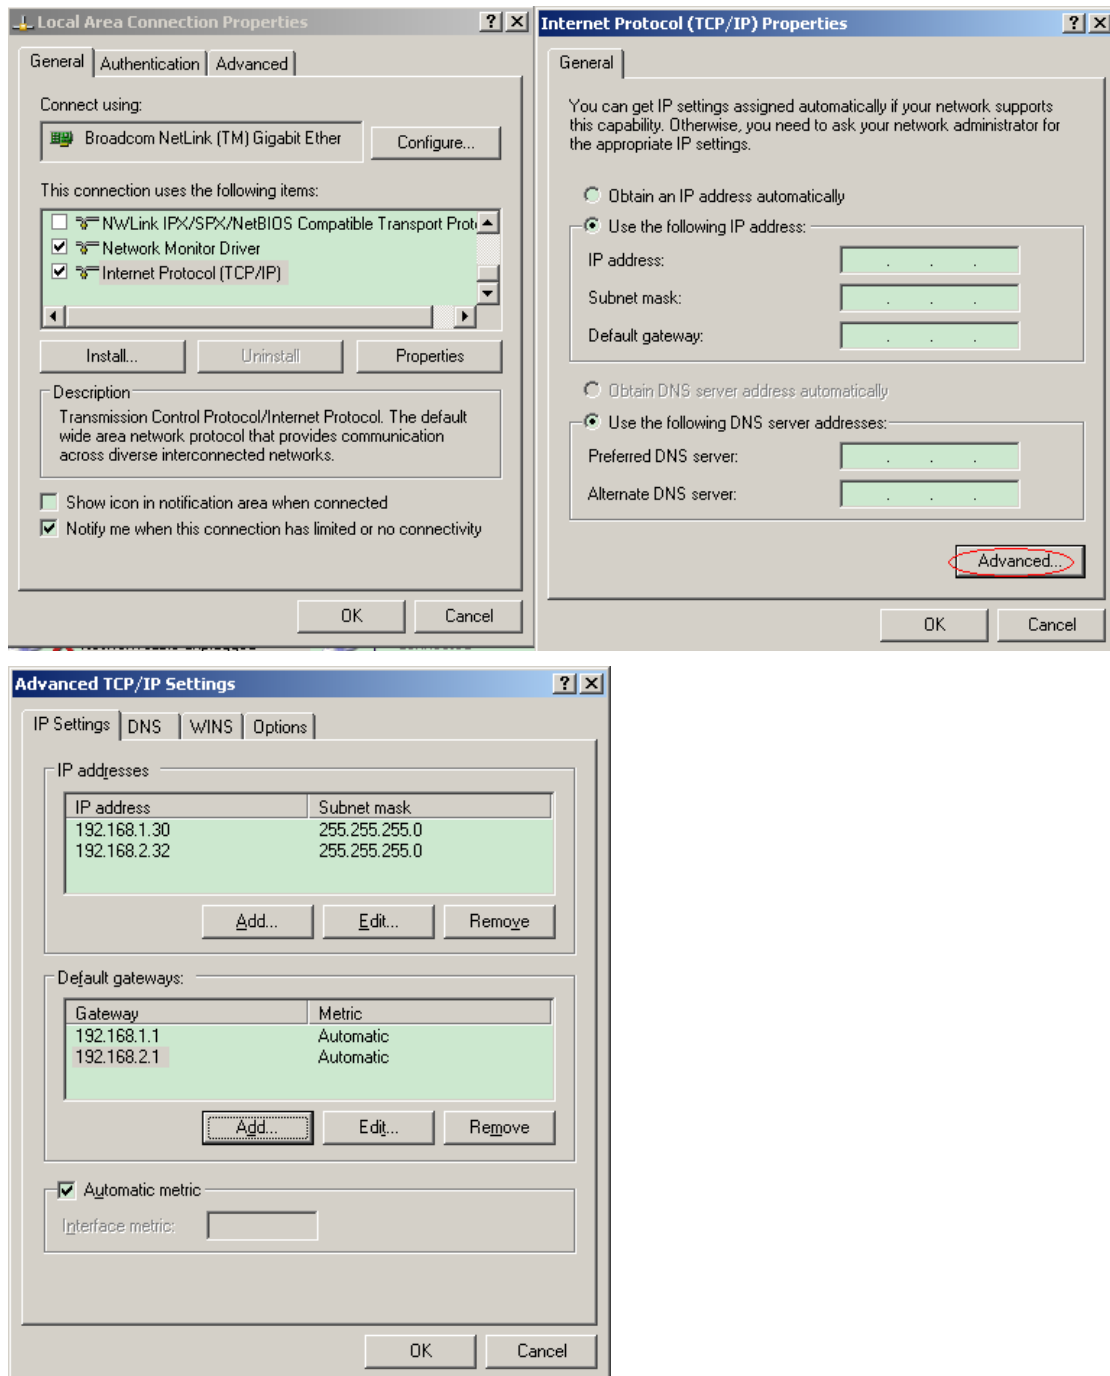 Local Area Connection Properties
General Authentication Advanced
Connect using:
Broadcom NetLink (TM) Gigabit Ether
Configure...
This connection uses the following items:
NWLink IPX/SPX/NetBIOS Compatible Transport Prot
Network Monitor Driver
Internet Protocol (TCP/IP)
Install... Uninstall Properties
Description
Transmission Control Protocol/Internet Protocol. The default
wide area network protocol that provides communication
across diverse interconnected networks.
Show icon in notification area when connected
Notify me when this connection has limited or no connectivity
OK Cancel
Internet Protocol (TCP/IP) Properties
General
You can get IP settings assigned automatically if your network supports
this capability. Otherwise, you need to ask your network administrator for
the appropriate IP settings.
Obtain an IP address automatically
Use the following IP address:
IP address: . . .
Subnet mask: . . .
Default gateway: . . .
Obtain DNS server address automatically
Use the following DNS server addresses:
Preferred DNS server: . . .
Alternate DNS server: . . .
Advanced...
OK Cancel
Advanced TCP/IP Settings
IP Settings DNS WINS Options
IP addresses
IP address Subnet mask
192.168.1.30 255.255.255.0
192.168.2.32 255.255.255.0
Add... Edit... Remove
Default gateways:
Gateway Metric
192.168.1.1 Automatic
192.168.2.1 Automatic
Add... Edit... Remove
Automatic metric
Interface metric:
OK Cancel